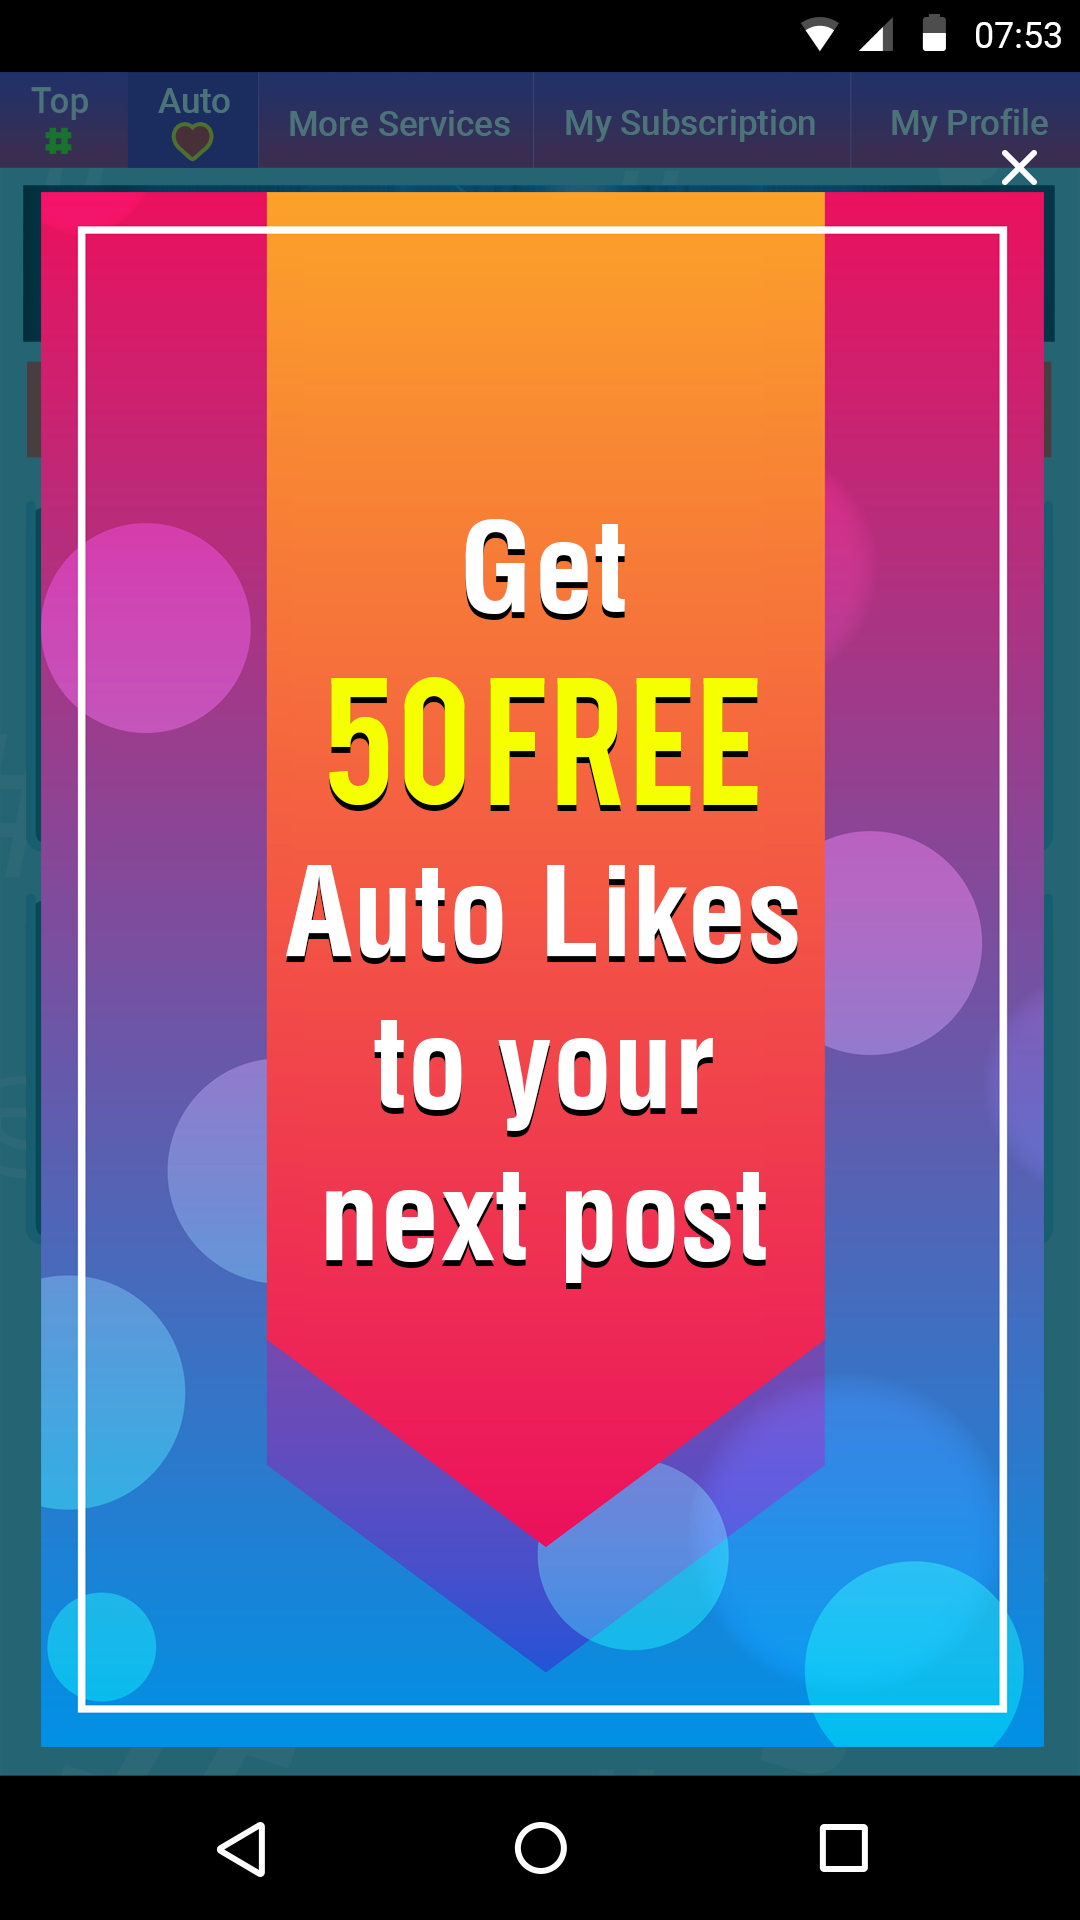 07:53
Top
Auto
More Services
My Subscription
My Profile
Get
50 FREE
Auto Likes
to your
next post